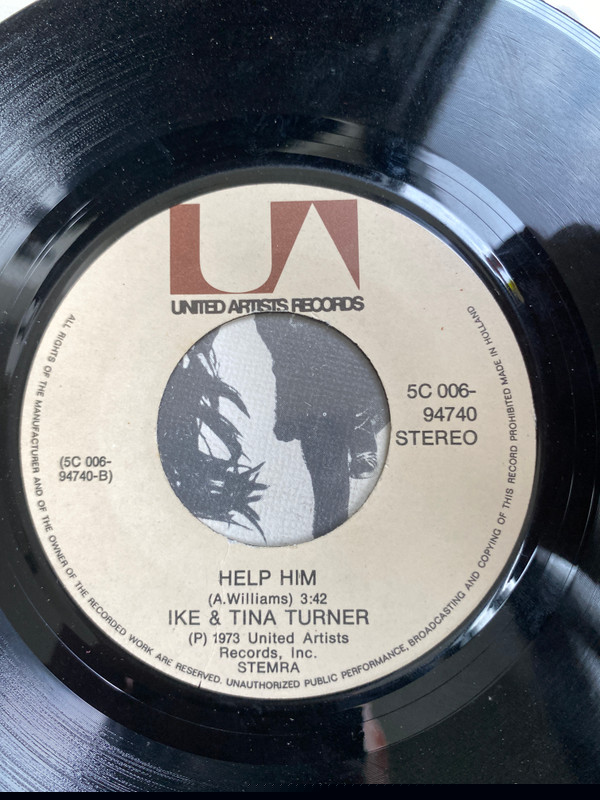 UA
UNITED ARTISTS RECORDS
5C 006-
94740
STEREO
(5C 006-
94740-B)
HELP HIM
(A.Williams) 3:42
IKE & TINA TURNER
(P) 1973 United Artists
Records, Inc.
STEMRA
ALL RIGHTS OF THE MANUFACTURER AND OF THE OWNER OF THE RECORDED WORK ARE RESERVED. UNAUTHORIZED PUBLIC PERFORMANCE, BROADCASTING AND COPYING OF THIS RECORD PROHIBITED MADE IN HOLLAND